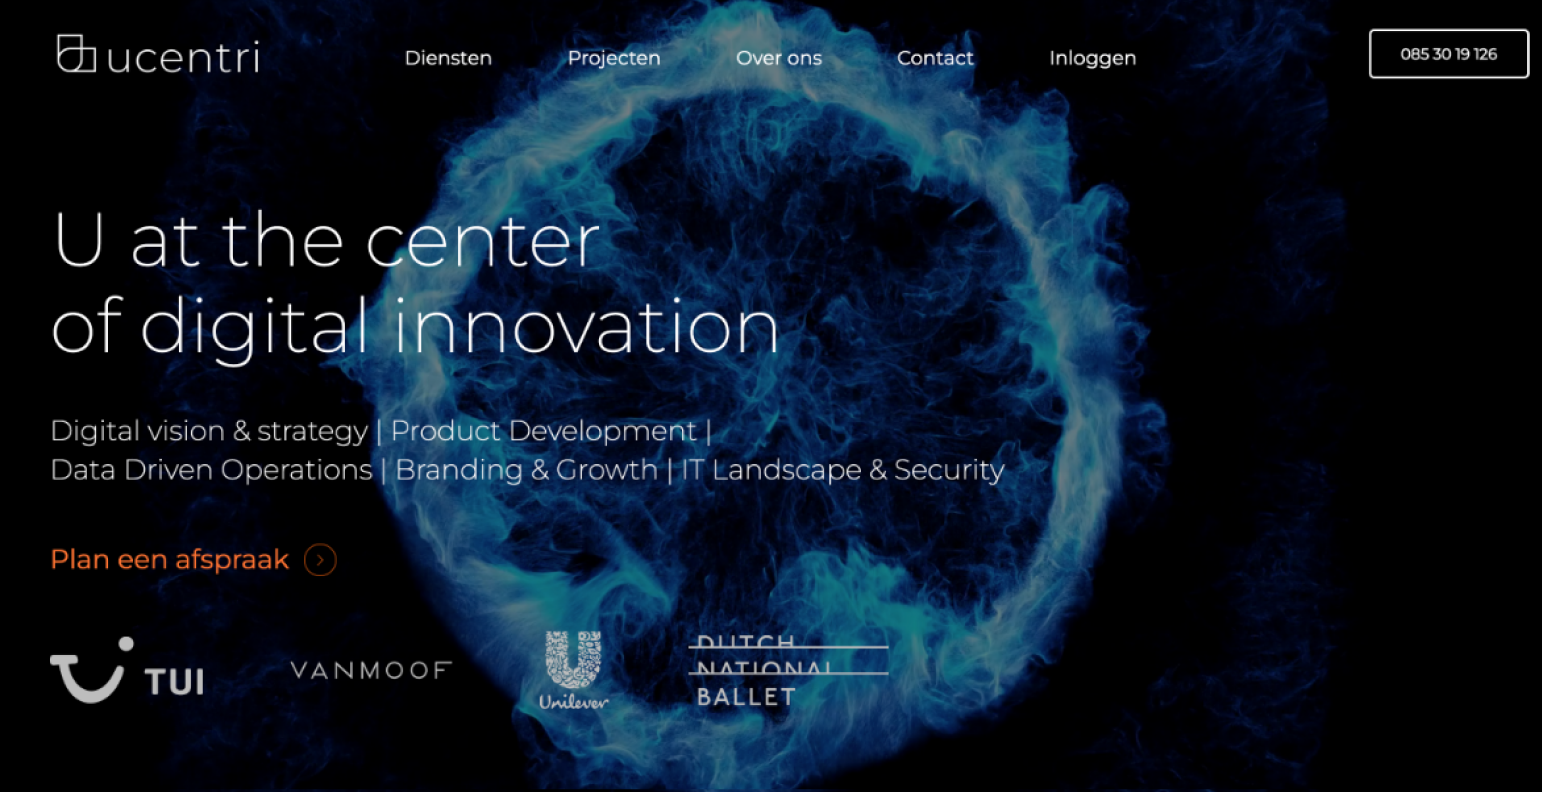 ucentri
Diensten Projecten Over ons Contact Inloggen
085 30 19 126
U at the center
of digital innovation
Digital vision & strategy | Product Development |
Data Driven Operations | Branding & Growth | IT Landscape & Security
Plan een afspraak
TUI
VANMOOF
Unilever
DUTCH
NATIONAL
BALLET